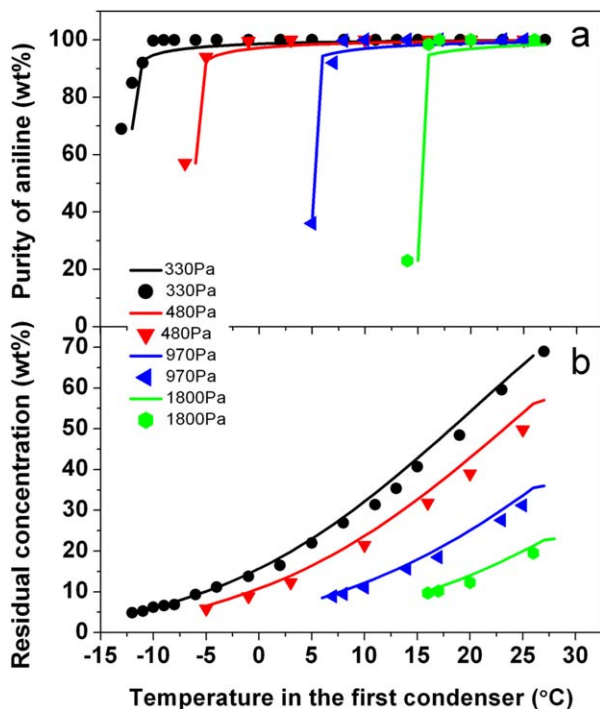 a
Purity of aniline (wt%)
100
80
60
40
20
0
330Pa
330Pa
480Pa
480Pa
970Pa
970Pa
1800Pa
1800Pa
b
Residual concentration (wt%)
70
60
50
40
30
20
10
0
-15 -10 -5 0 5 10 15 20 25 30
Temperature in the first condenser (°C)